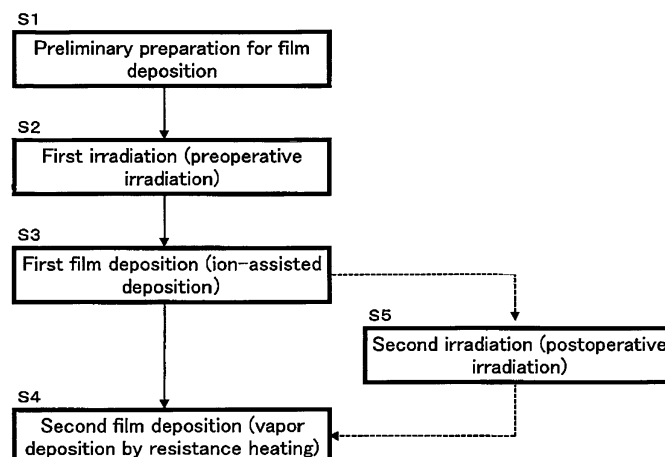 S1
Preliminary preparation for film
deposition
S2
First irradiation (preoperative
irradiation)
S3
First film deposition (ion-assisted
deposition)
S5
Second irradiation (postoperative
irradiation)
S4
Second film deposition (vapor
deposition by resistance heating)